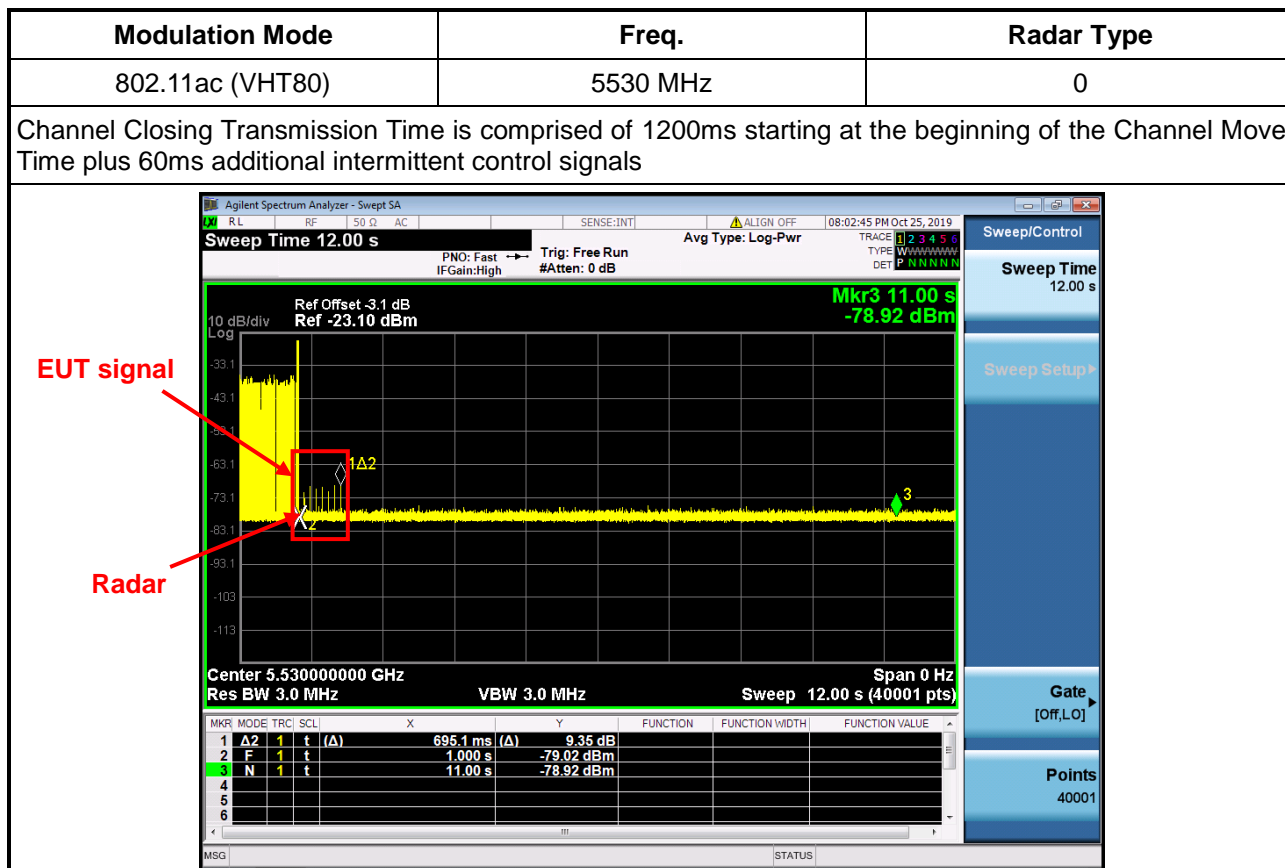 Modulation Mode Freq. Radar Type
802.11ac (VHT80) 5530 MHz 0
Channel Closing Transmission Time is comprised of 1200ms starting at the beginning of the Channel Move
Time plus 60ms additional intermittent control signals
Agilent Spectrum Analyzer - Swept SA
LXI RL RF 50 Ω AC SENSE:INT ALIGN OFF 08:02:45 PM Oct 25, 2019
Sweep Time 12.00 s
PNO: Fast
IFGain:High
Trig: Free Run
#Atten: 0 dB
Avg Type: Log-Pwr
TRACE 1 2 3 4 5 6
TYPE WWWWWW
DET P N N N N N
Sweep/Control
Sweep Time
12.00 s
Sweep Setup
10 dB/div
Log
Ref Offset -3.1 dB
Ref -23.10 dBm
Mkr3 11.00 s
-78.92 dBm
-33.1
-43.1
-53.1
-63.1
-73.1
-83.1
-93.1
-103
-113
EUT signal
Radar
1Δ2
2
3
Center 5.530000000 GHz Span 0 Hz
Res BW 3.0 MHz VBW 3.0 MHz Sweep 12.00 s (40001 pts)
MKR MODE TRC SCL X Y FUNCTION FUNCTION WIDTH FUNCTION VALUE
1 Δ2 1 t (Δ) 695.1 ms (Δ) 9.35 dB
2 F 1 t 1.000 s -79.02 dBm
3 N 1 t 11.00 s -78.92 dBm
4
5
6
Gate
[Off,LO]
Points
40001
MSG STATUS